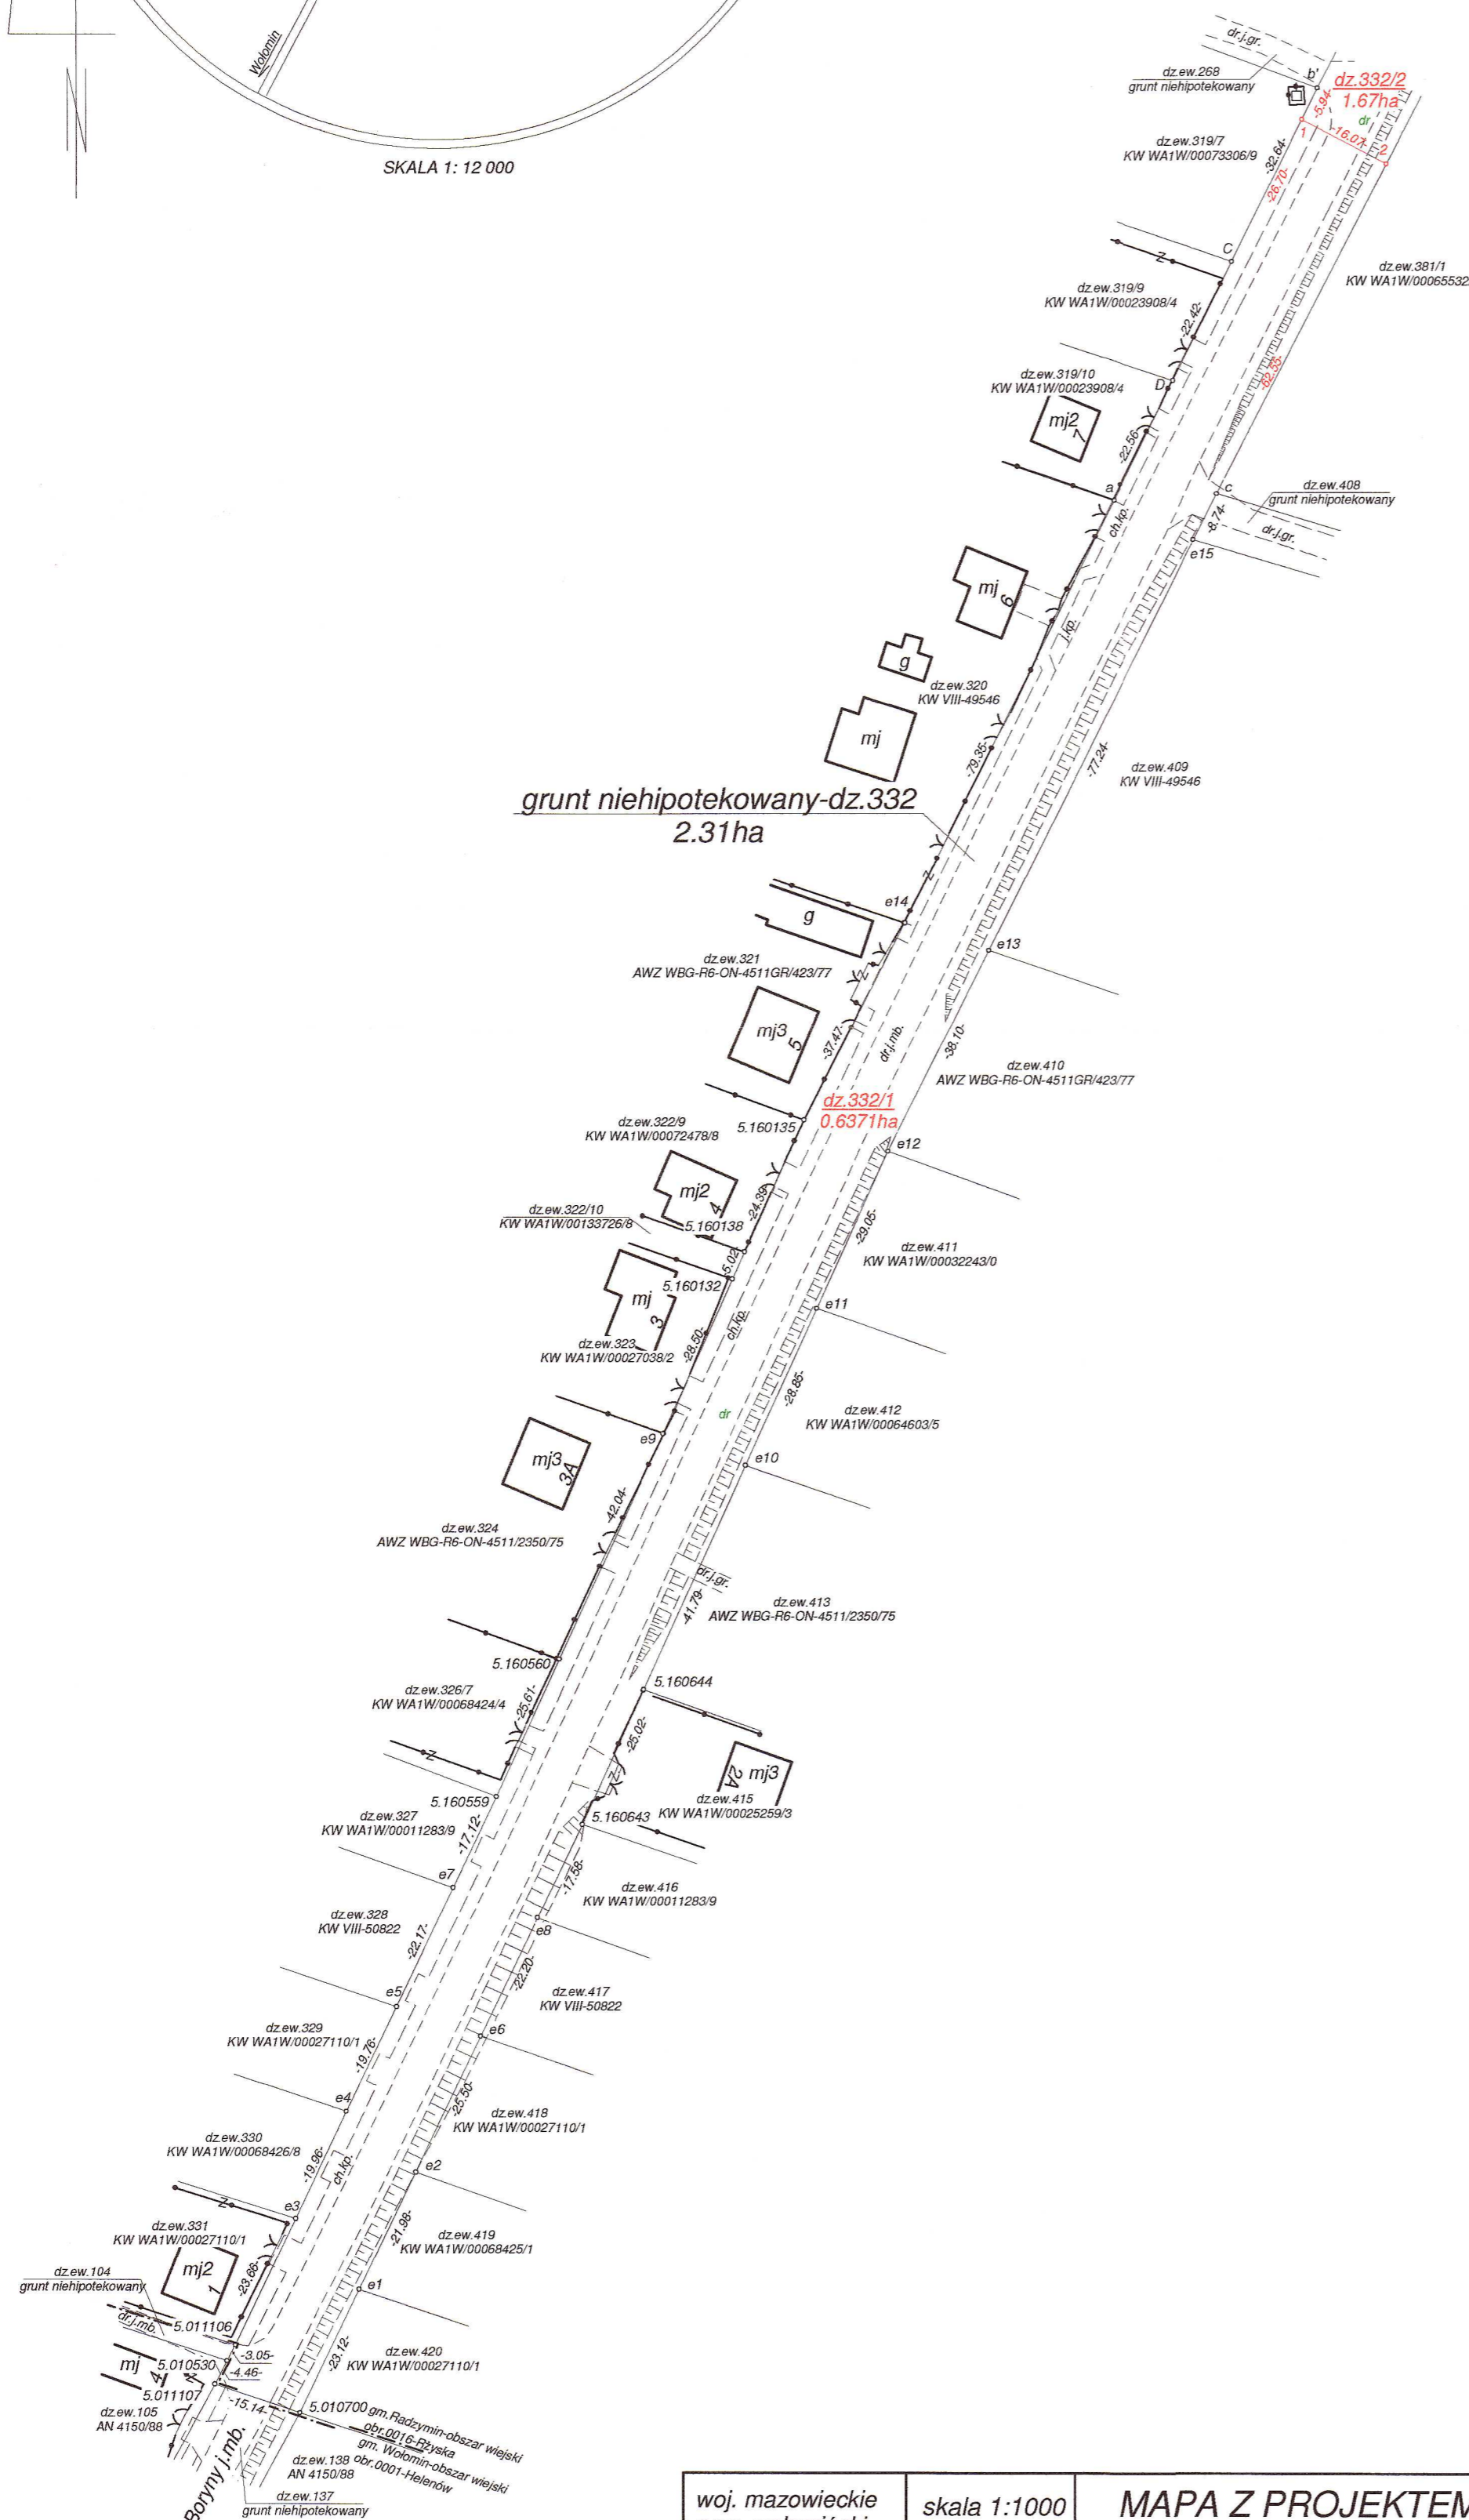 Wołomin
SKALA 1: 12 000
dr.j.gr.
dz.ew.268
grunt niehipotekowany
b'
dz.332/2
1.67ha
-5.94-
dr
1
-16.07-
2
dz.ew.319/7
KW WA1W/00073306/9
-32.64-
-26.70-
C
z
dz.ew.381/1
KW WA1W/00065532
dz.ew.319/9
KW WA1W/00023908/4
-22.42-
-62.55-
D
dz.ew.319/10
KW WA1W/00023908/4
mj2
7
-22.56-
a
c
dz.ew.408
grunt niehipotekowany
-8.74-
dr.j.gr.
ch.kp.
e15
mj
6
j.kp.
g
dz.ew.320
KW VIII-49546
mj
-79.35-
-77.24-
dz.ew.409
KW VIII-49546
grunt niehipotekowany-dz.332
2.31ha
z
e14
g
e13
dz.ew.321
AWZ WBG-R6-ON-4511GR/423/77
z
mj3
5
-37.47-
dr.j.mb.
-38.10-
dz.ew.410
AWZ WBG-R6-ON-4511GR/423/77
dz.332/1
0.6371ha
dz.ew.322/9
KW WA1W/00072478/8
5.160135
e12
mj2
4
-24.39-
dz.ew.322/10
KW WA1W/00133726/8
5.160138
-29.05-
dz.ew.411
KW WA1W/00032243/0
-5.02-
5.160132
mj
3
e11
ch.kp.
-28.50-
dz.ew.323
KW WA1W/00027038/2
-28.85-
dr
dz.ew.412
KW WA1W/00064603/5
e9
mj3
3A
e10
-42.04-
dz.ew.324
AWZ WBG-R6-ON-4511/2350/75
dr.j.gr.
-41.79-
dz.ew.413
AWZ WBG-R6-ON-4511/2350/75
5.160560
5.160644
dz.ew.326/7
KW WA1W/00068424/4
-25.61-
-25.02-
z
mj3
2A
z
5.160559
dz.ew.415
KW WA1W/00025259/3
5.160643
dz.ew.327
KW WA1W/00011283/9
-17.12-
e7
-17.58-
dz.ew.416
KW WA1W/00011283/9
dz.ew.328
KW VIII-50822
e8
-22.17-
-22.20-
dz.ew.417
KW VIII-50822
e5
e6
dz.ew.329
KW WA1W/00027110/1
-19.76-
-25.50-
e4
dz.ew.418
KW WA1W/00027110/1
dz.ew.330
KW WA1W/00068426/8
-19.96-
ch.kp.
e2
z
e3
dz.ew.331
KW WA1W/00027110/1
-21.98-
dz.ew.419
KW WA1W/00068425/1
mj2
1
-23.68-
dz.ew.104
grunt niehipotekowany
e1
dr.j.mb.
5.011106
-3.05-
-23.12-
dz.ew.420
KW WA1W/00027110/1
mj
4
5.010530
-4.46-
z
5.011107
-15.14-
5.010700
gm.Radzymin-obszar wiejski
obr.0016-Rżyska
gm. Wołomin-obszar wiejski
obr.0001-Helenów
dz.ew.105
AN 4150/88
dz.ew.138
AN 4150/88
Boryny j.mb.
dz.ew.137
grunt niehipotekowany
woj. mazowieckie
skala 1:1000
MAPA Z PROJEKTEM